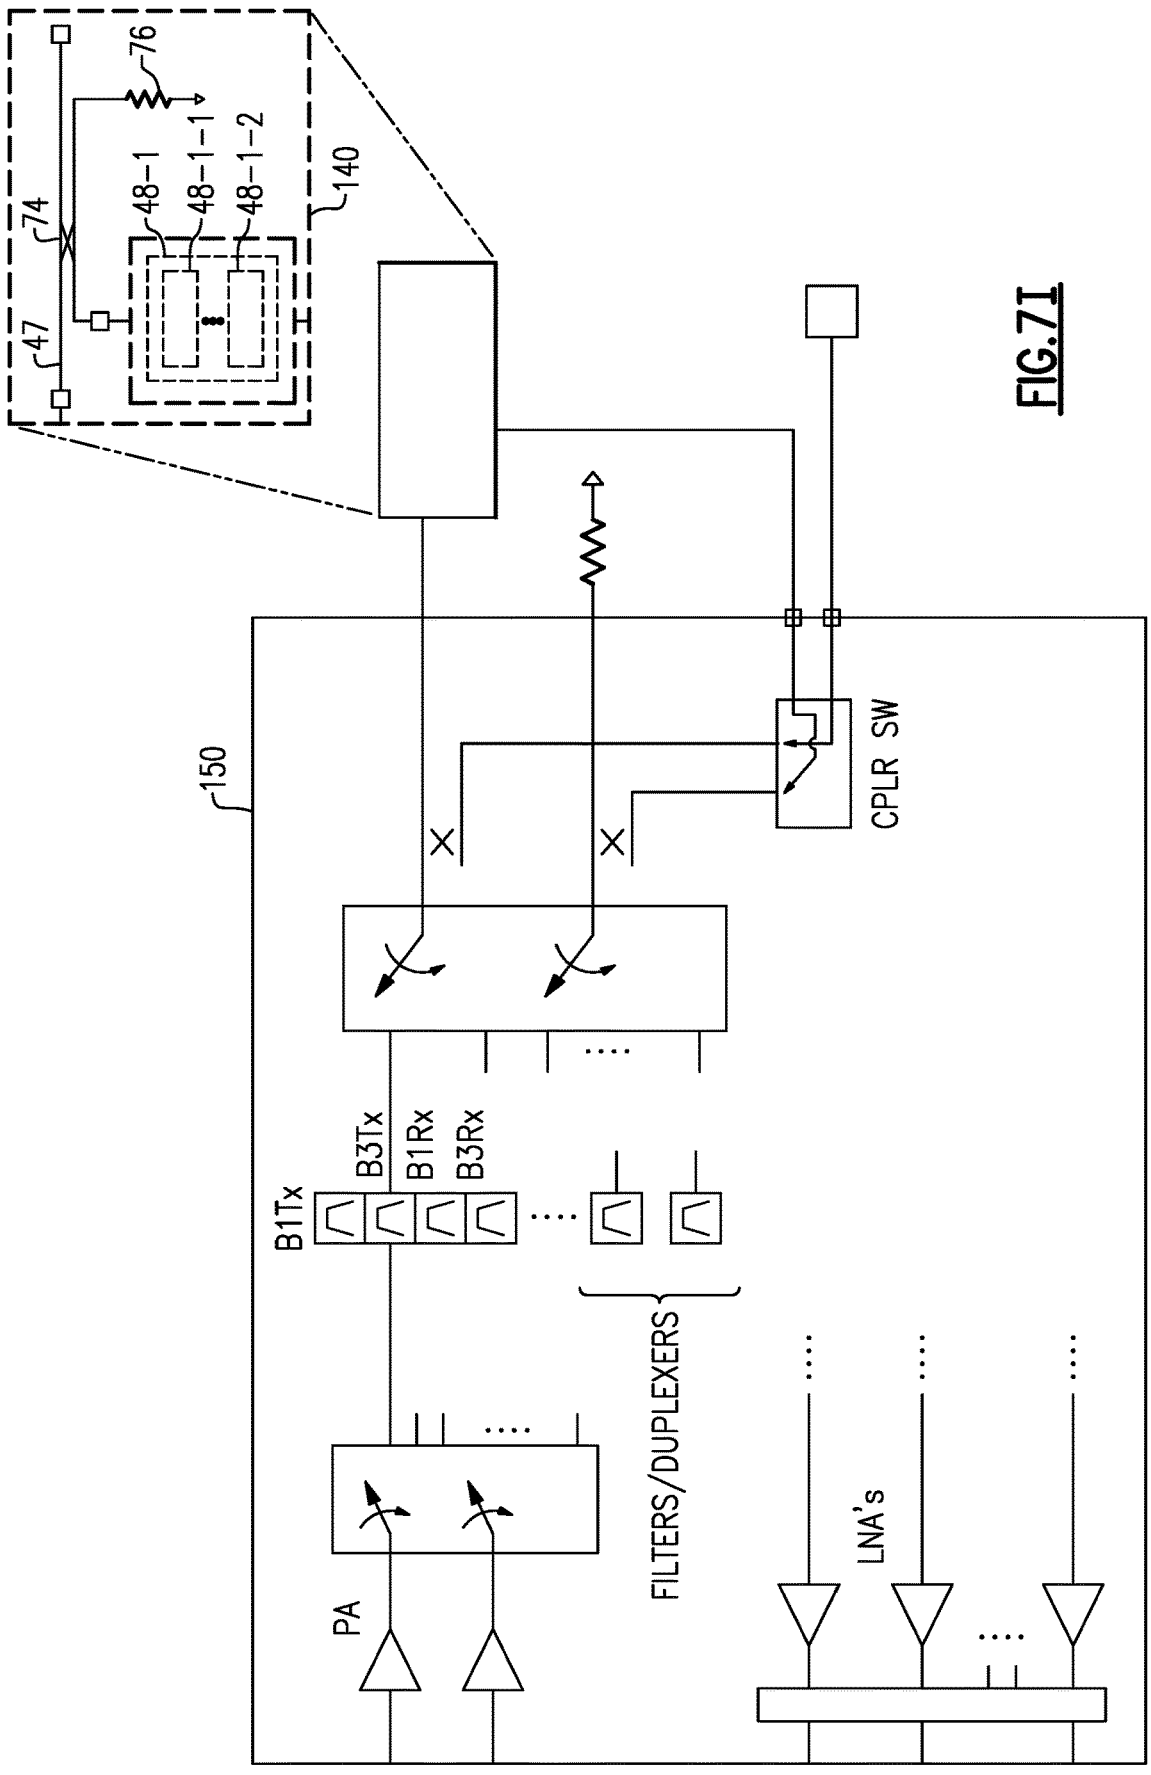 150
PA
B1Tx
B3Tx
B1Rx
B3Rx
FILTERS/DUPLEXERS
LNA's
CPLR SW
47
74
76
48-1
48-1-1
48-1-2
140
FIG.7I